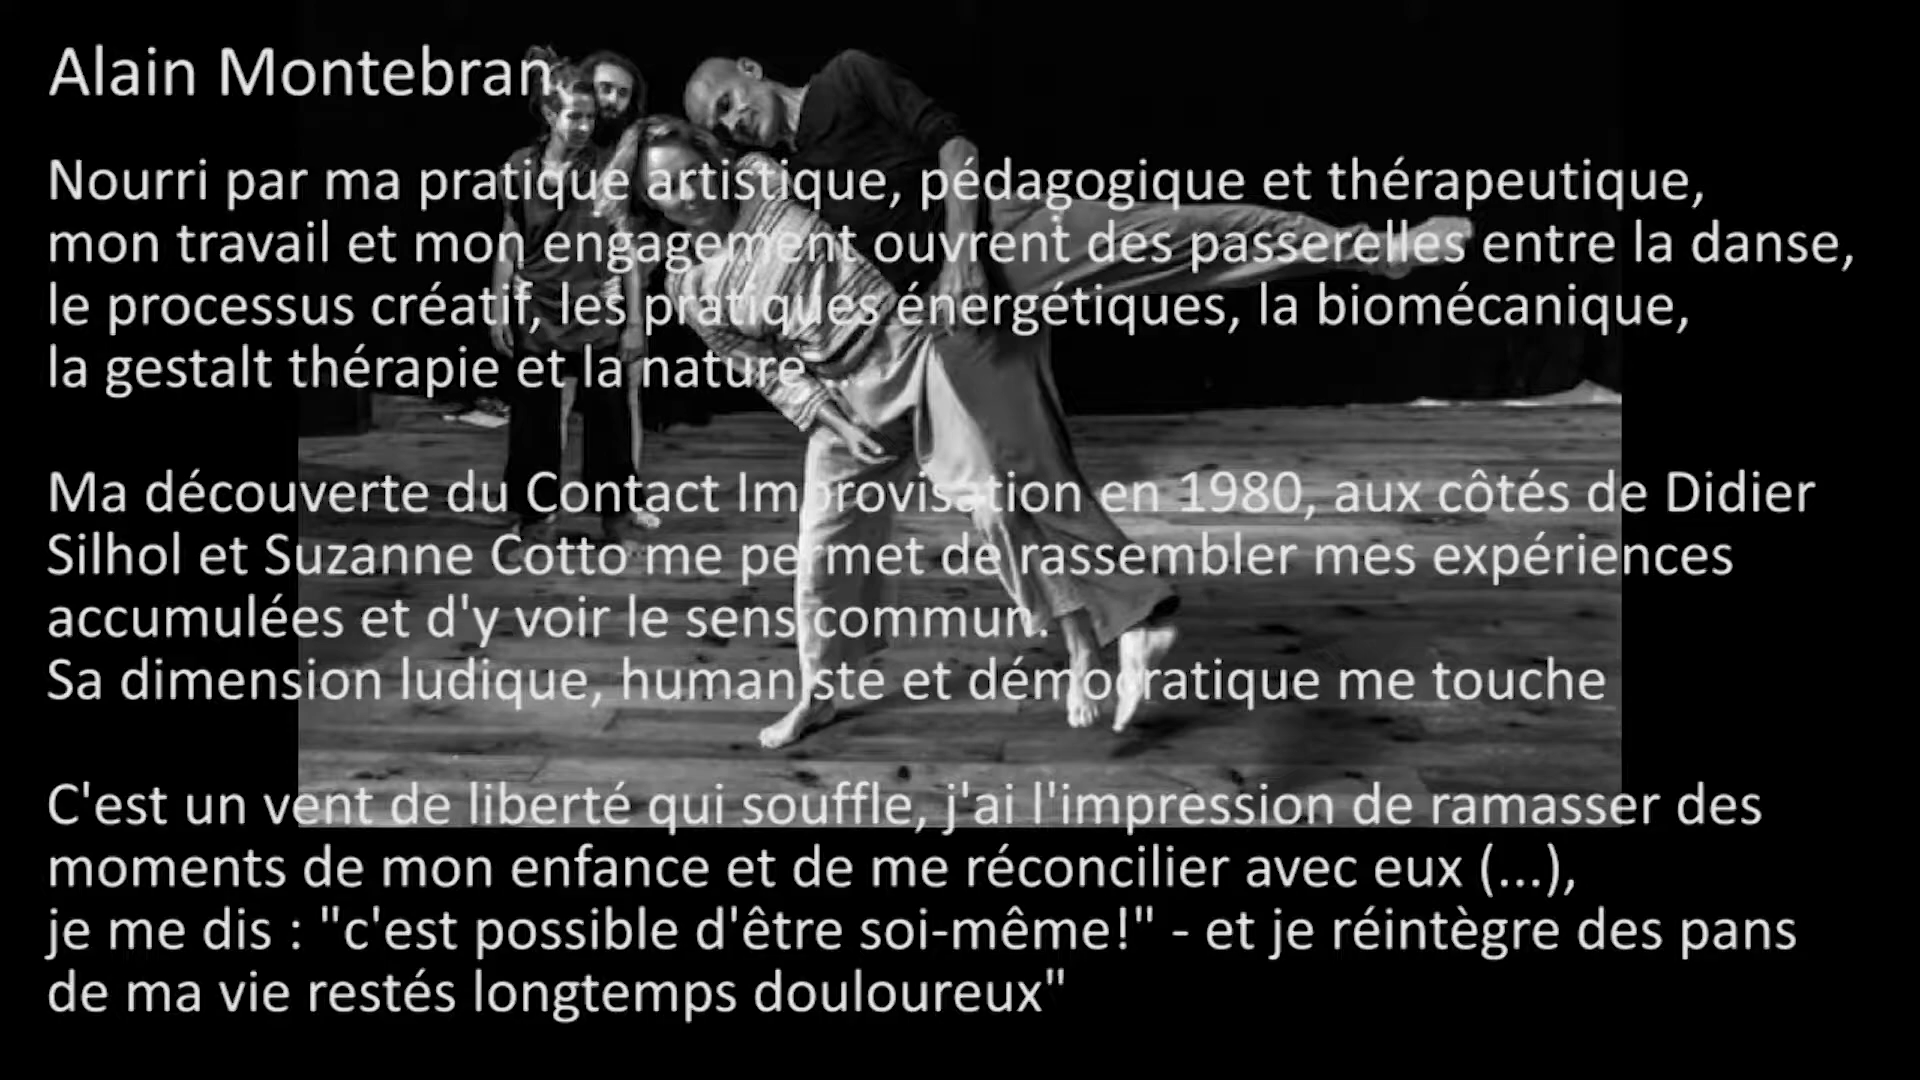 Alain Montebran
Nourri par ma pratique artistique, pédagogique et thérapeutique,
mon travail et mon engagement ouvrent des passerelles entre la danse,
le processus créatif, les pratiques énergétiques, la biomécanique,
la gestalt thérapie et la nature...
Ma découverte du Contact Improvisation en 1980, aux côtés de Didier
Silhol et Suzanne Cotto me permet de rassembler mes expériences
accumulées et d'y voir le sens commun.
Sa dimension ludique, humaniste et démocratique me touche
C'est un vent de liberté qui souffle, j'ai l'impression de ramasser des
moments de mon enfance et de me réconcilier avec eux (...),
je me dis : "c'est possible d'être soi-même!" - et je réintègre des pans
de ma vie restés longtemps douloureux"